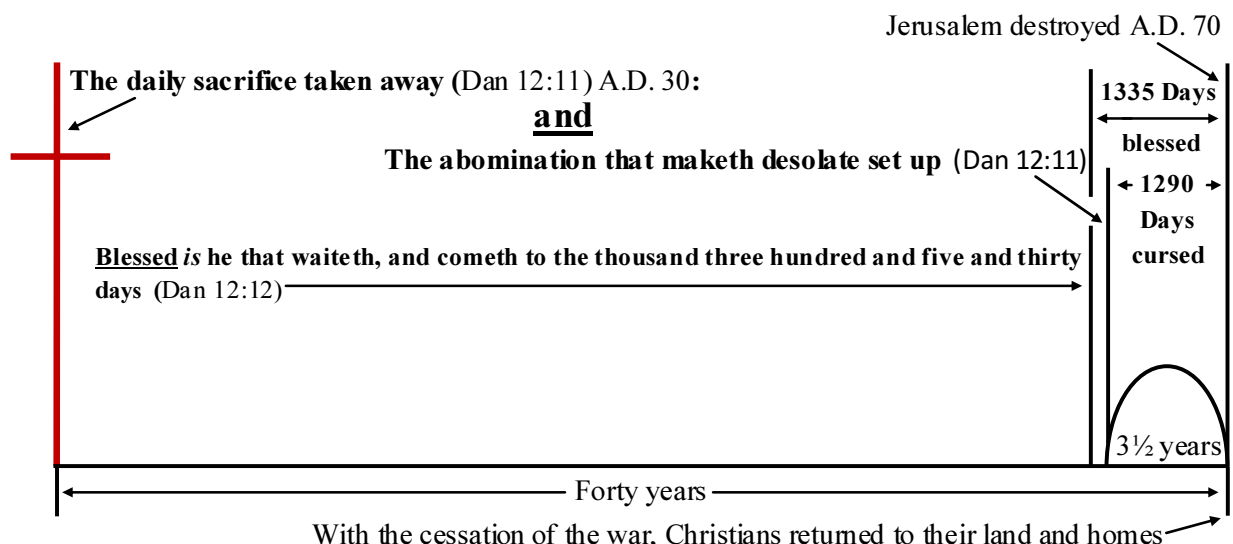 Jerusalem destroyed A.D. 70
The daily sacrifice taken away (Dan 12:11) A.D. 30:
and
The abomination that maketh desolate set up (Dan 12:11)
1335 Days
blessed
1290
Days
cursed
Blessed is he that waiteth, and cometh to the thousand three hundred and five and thirty
days (Dan 12:12)
3½ years
Forty years
With the cessation of the war, Christians returned to their land and homes